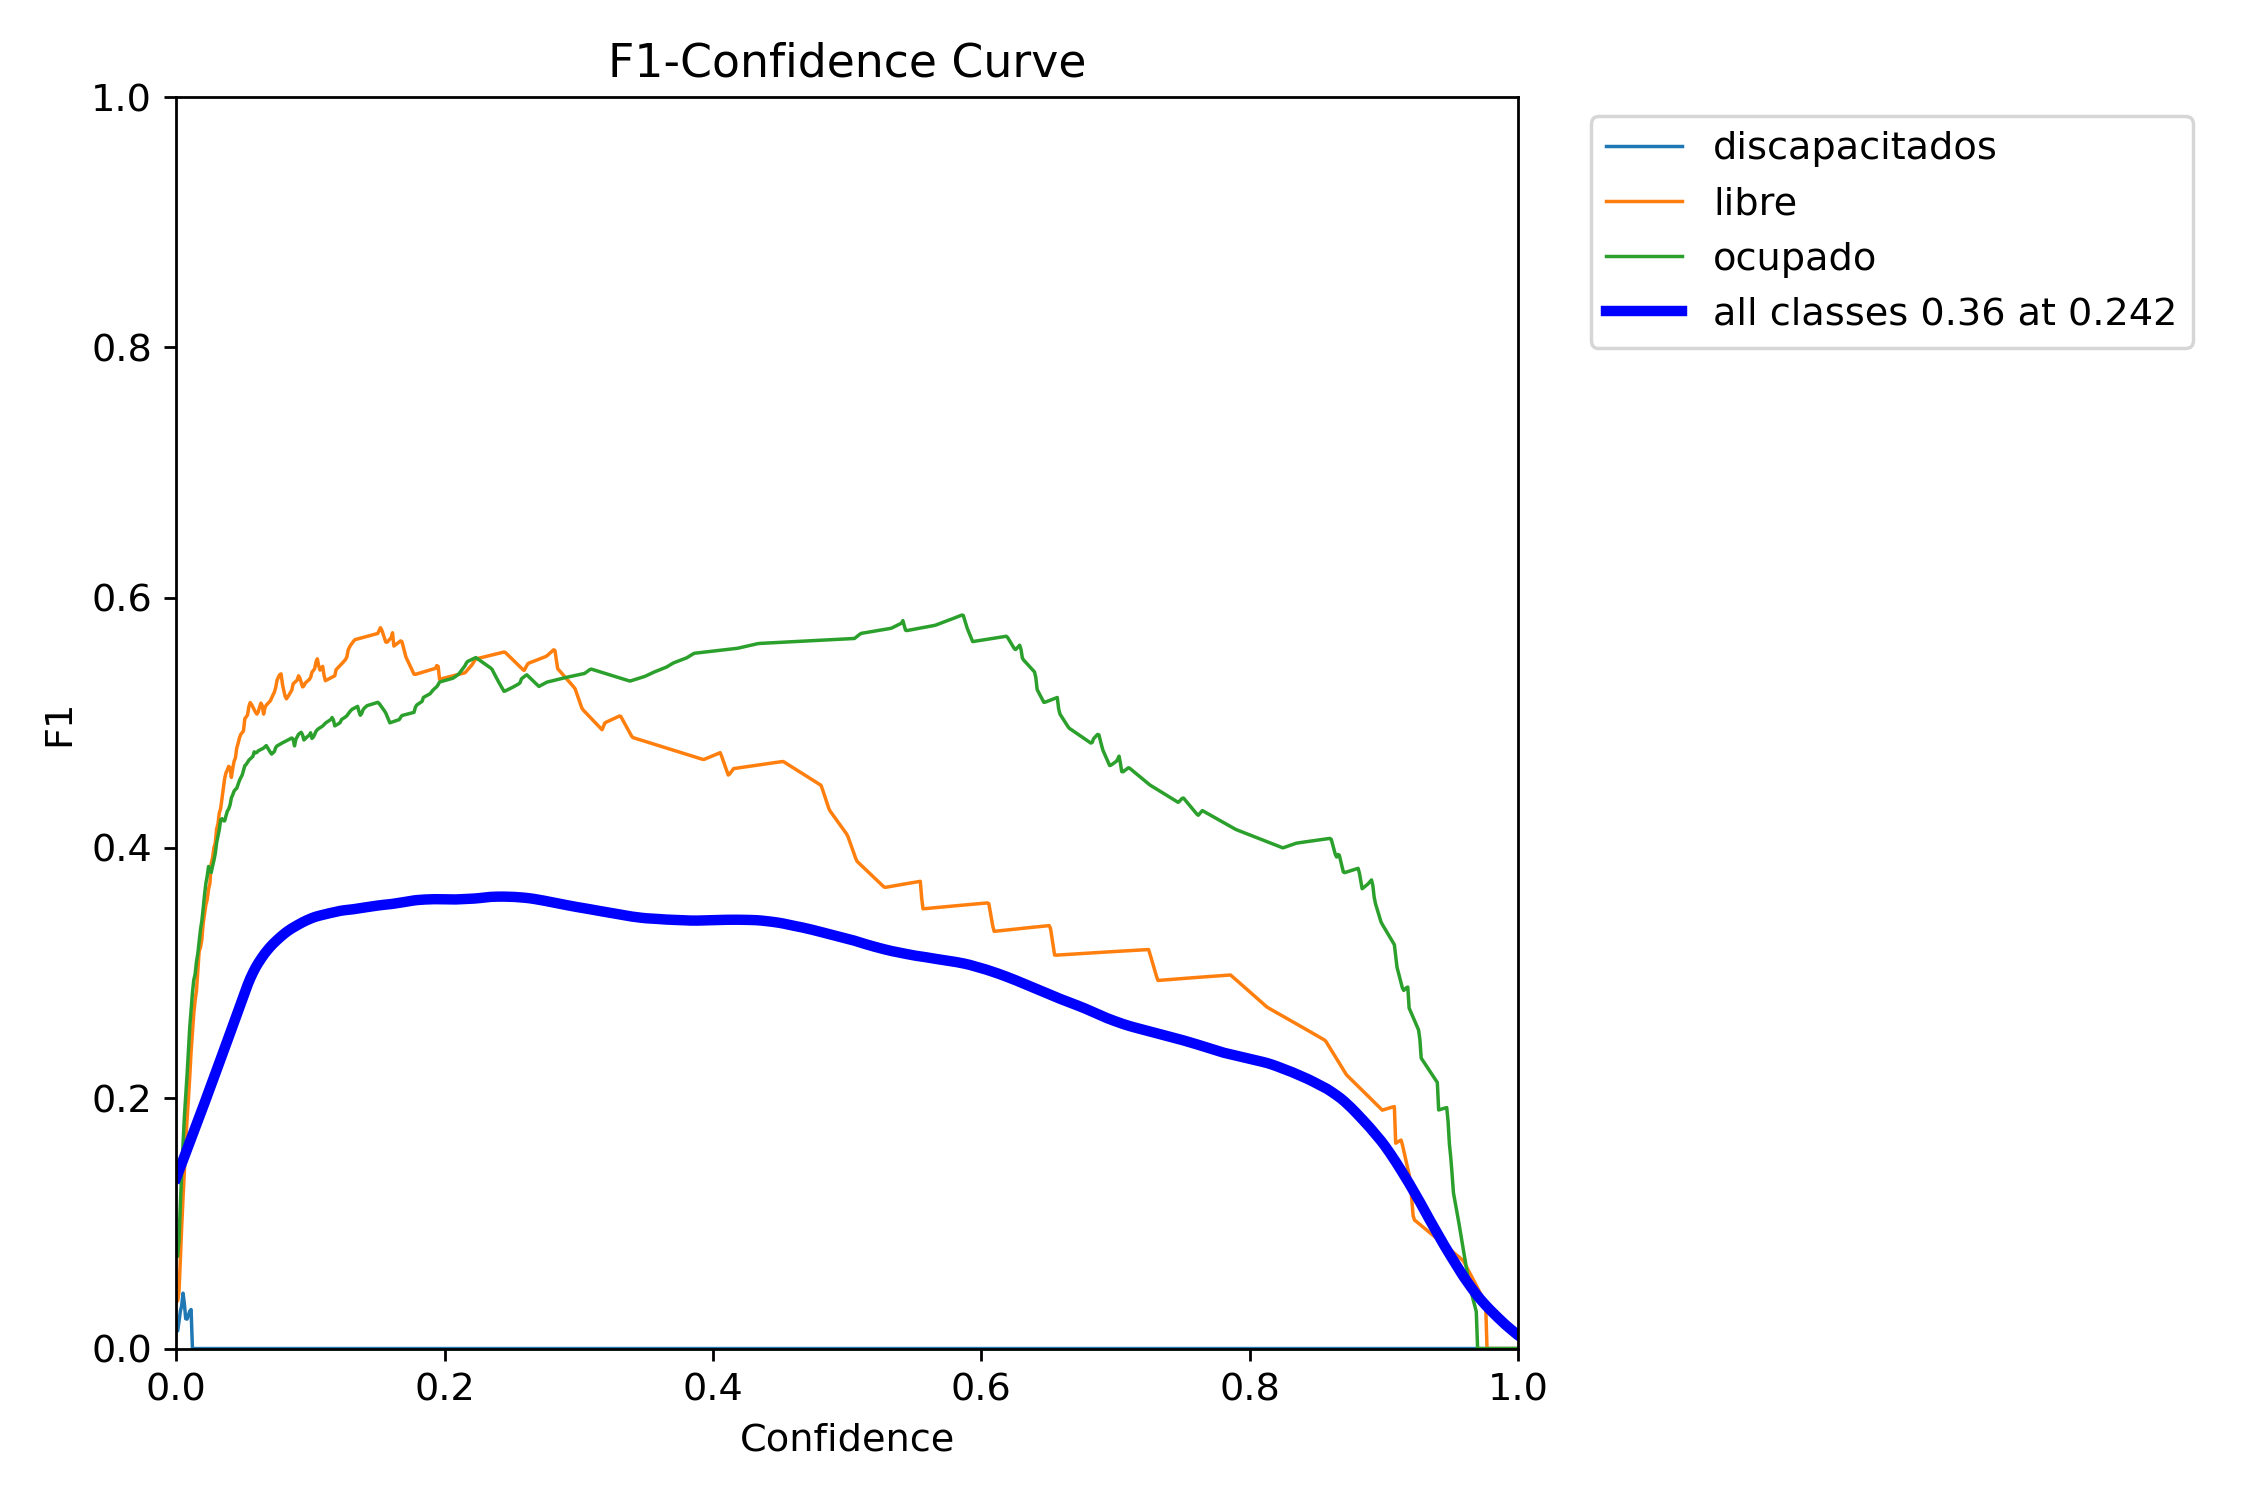 F1-Confidence Curve
1.0
0.8
0.6
0.4
0.2
0.0
F1
0.0 0.2 0.4 0.6 0.8 1.0
Confidence
discapacitados
libre
ocupado
all classes 0.36 at 0.242